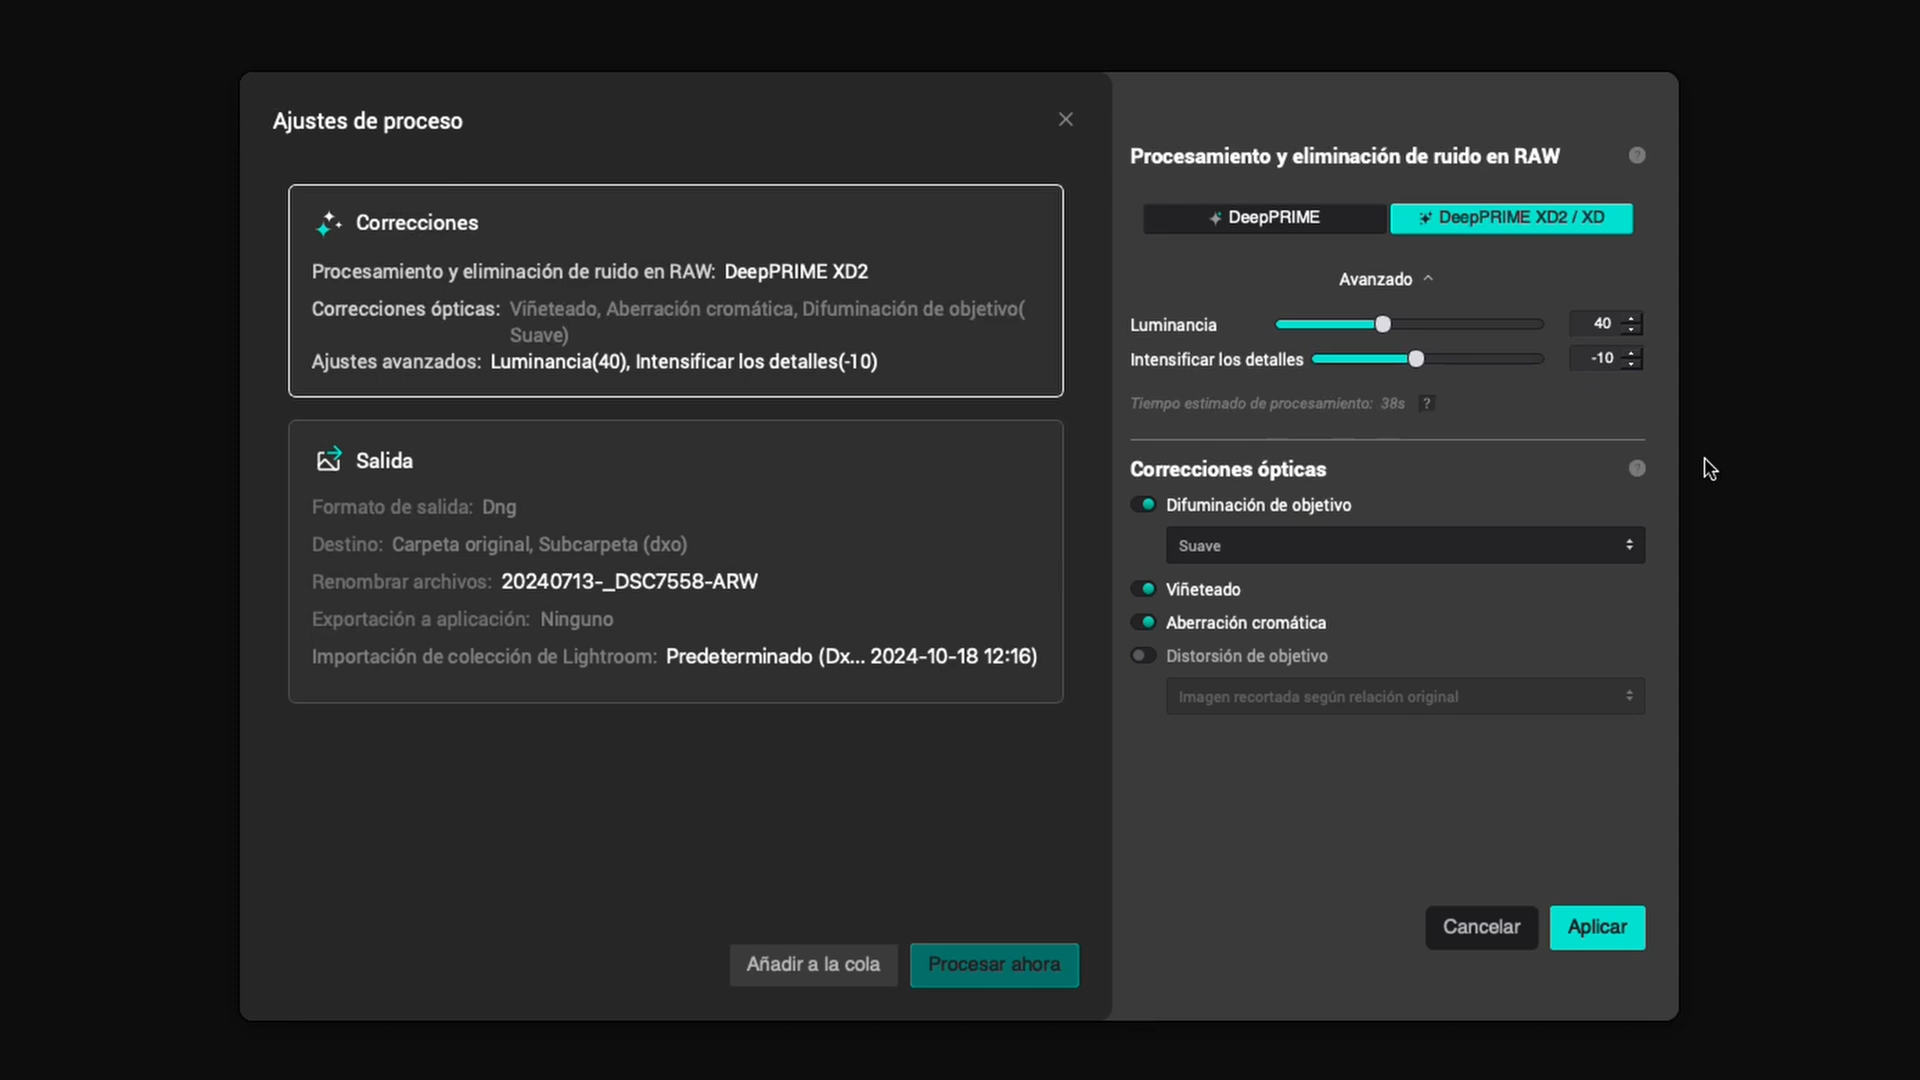 Ajustes de proceso
Correcciones
Procesamiento y eliminación de ruido en RAW: DeepPRIME XD2
Correcciones ópticas: Viñeteado, Aberración cromática, Difuminación de objetivo(
Suave)
Ajustes avanzados: Luminancia(40), Intensificar los detalles(-10)
Salida
Formato de salida: Dng
Destino: Carpeta original, Subcarpeta (dxo)
Renombrar archivos: 20240713-_DSC7558-ARW
Exportación a aplicación: Ninguno
Importación de colección de Lightroom: Predeterminado (Dx... 2024-10-18 12:16)
Añadir a la cola
Procesar ahora
Procesamiento y eliminación de ruido en RAW ?
DeepPRIME
DeepPRIME XD2 / XD
Avanzado
Luminancia 40
Intensificar los detalles -10
Tiempo estimado de procesamiento: 38s ?
Correcciones ópticas ?
Difuminación de objetivo
Suave
Viñeteado
Aberración cromática
Distorsión de objetivo
Imagen recortada según relación original
Cancelar
Aplicar